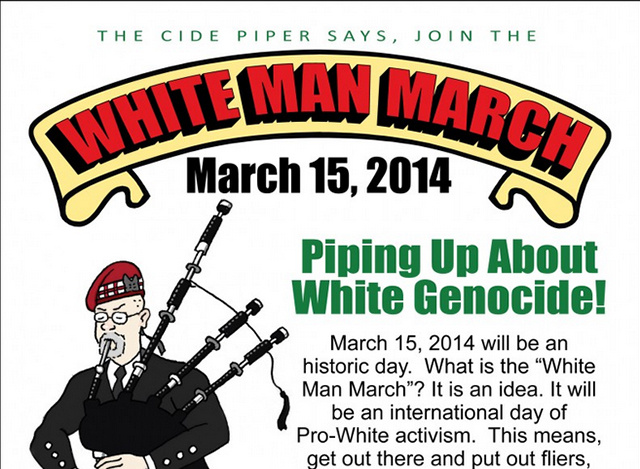 THE CIDE PIPER SAYS, JOIN THE
WHITE MAN MARCH
March 15, 2014
Piping Up About
White Genocide!
March 15, 2014 will be an
historic day. What is the “White
Man March”? It is an idea. It will
be an international day of
Pro-White activism. This means,
get out there and put out fliers,